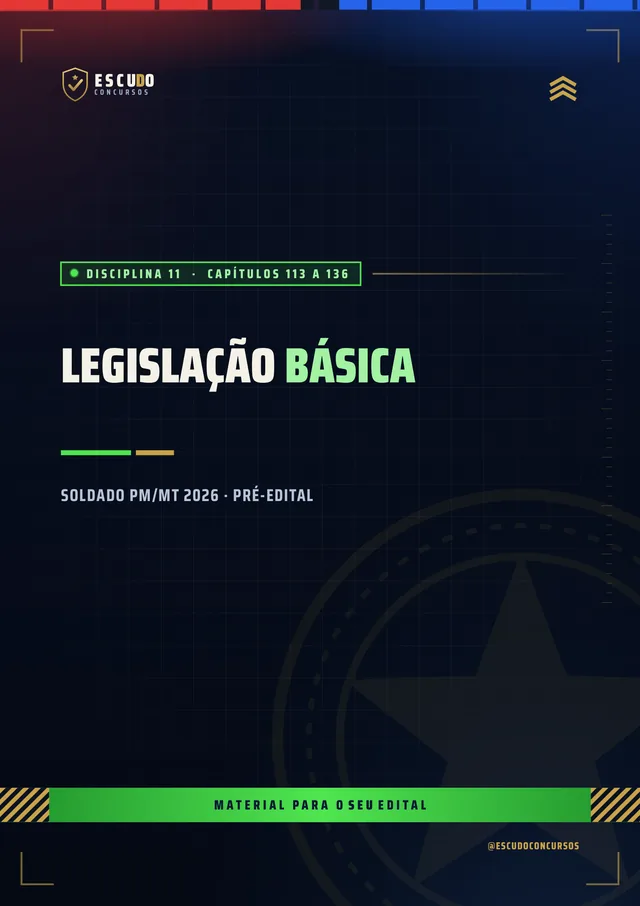 ESCUDO
CONCURSOS
DISCIPLINA 11 · CAPÍTULOS 113 A 136
LEGISLAÇÃO BÁSICA
SOLDADO PM/MT 2026 · PRÉ-EDITAL
MATERIAL PARA O SEU EDITAL
@ESCUDOCONCURSOS